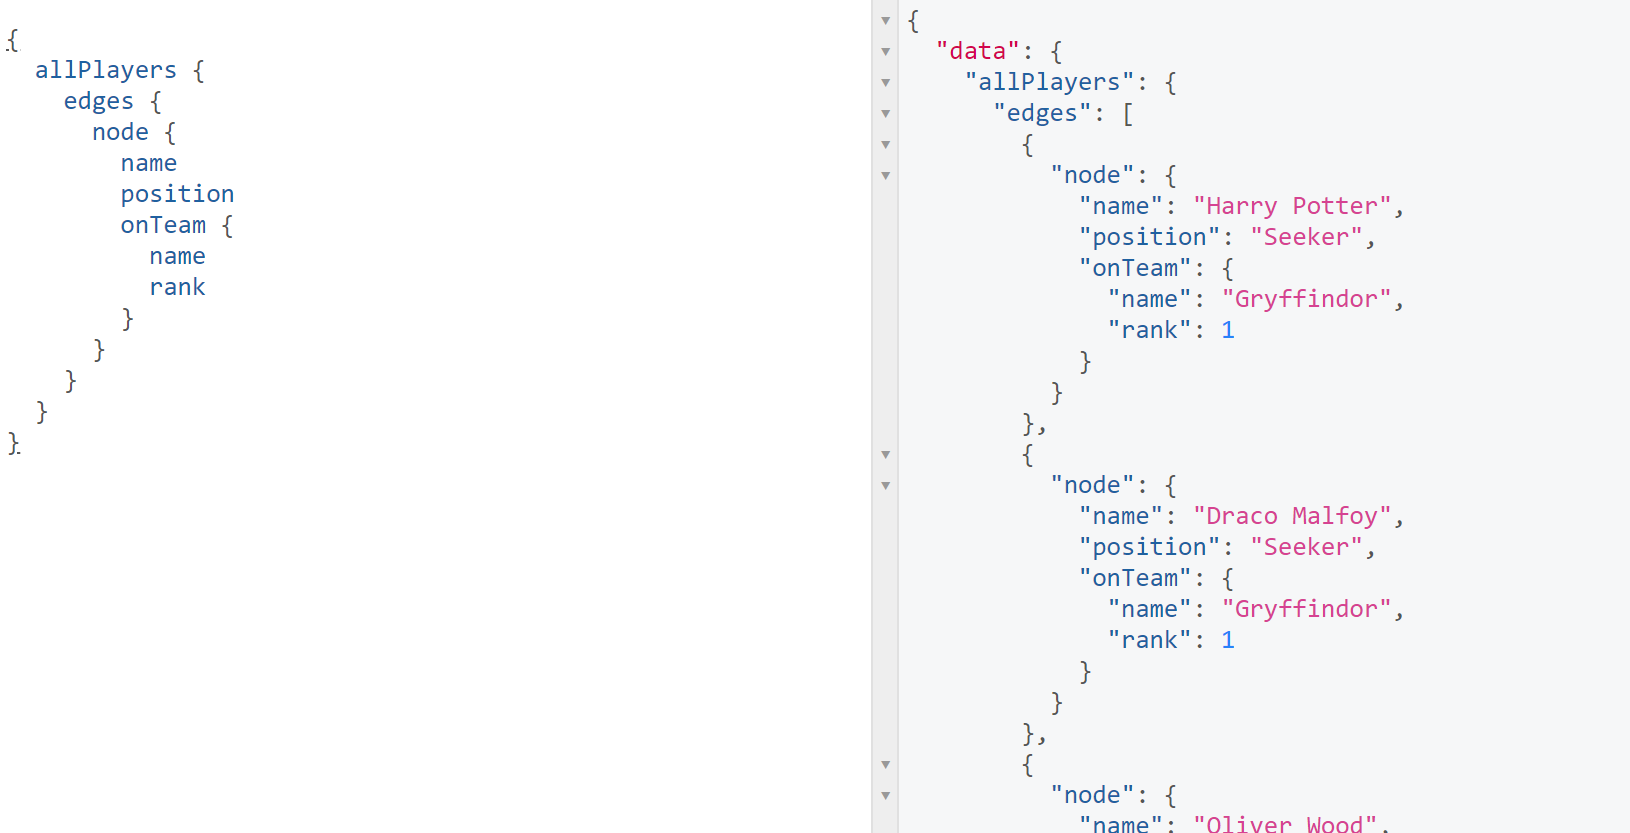 {
  allPlayers {
    edges {
      node {
        name
        position
        onTeam {
          name
          rank
        }
      }
    }
  }
}
{
  "data": {
    "allPlayers": {
      "edges": [
        {
          "node": {
            "name": "Harry Potter",
            "position": "Seeker",
            "onTeam": {
              "name": "Gryffindor",
              "rank": 1
            }
          }
        },
        {
          "node": {
            "name": "Draco Malfoy",
            "position": "Seeker",
            "onTeam": {
              "name": "Gryffindor",
              "rank": 1
            }
          }
        },
        {
          "node": {
            "name": "Oliver Wood",